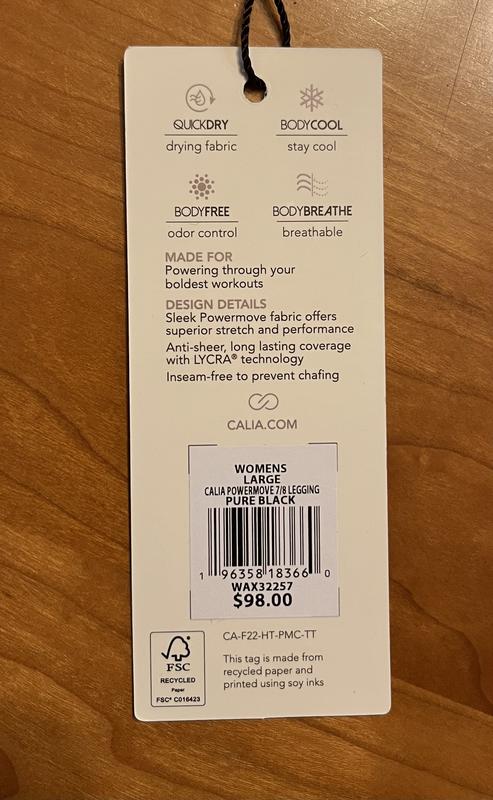 QUICKDRY
drying fabric
BODYCOOL
stay cool
BODYFREE
odor control
BODYBREATHE
breathable
MADE FOR
Powering through your
boldest workouts
DESIGN DETAILS
Sleek Powermove fabric offers
superior stretch and performance
Anti-sheer, long lasting coverage
with LYCRA® technology
Inseam-free to prevent chafing
CALIA.COM
WOMENS
LARGE
CALIA POWERMOVE 7/8 LEGGING
PURE BLACK
1 96358 18366 0
WAX32257
$98.00
CA-F22-HT-PMC-TT
FSC
RECYCLED
Paper
FSC® C016423
This tag is made from
recycled paper and
printed using soy inks